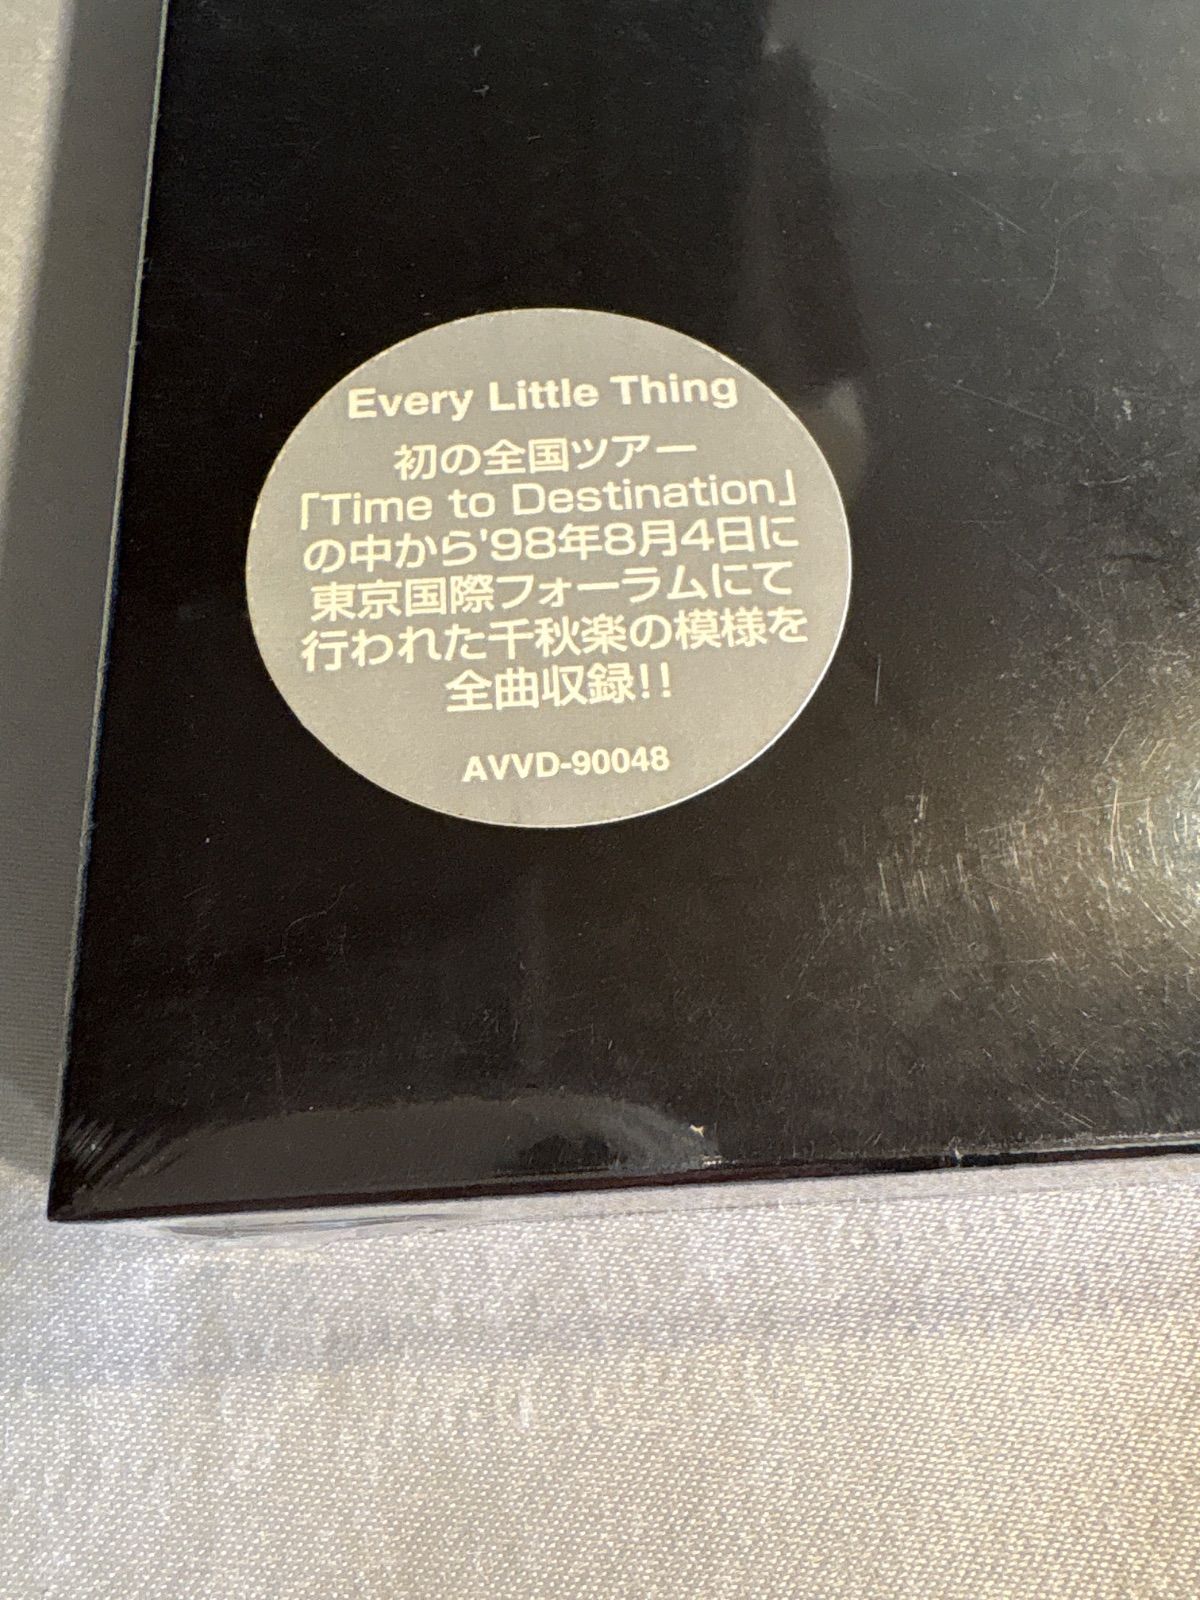 Every Little Thing
初の全国ツアー
「Time to Destination」
の中から'98年8月4日に
東京国際フォーラムにて
行われた千秋楽の模様を
全曲収録!!
AVVD-90048